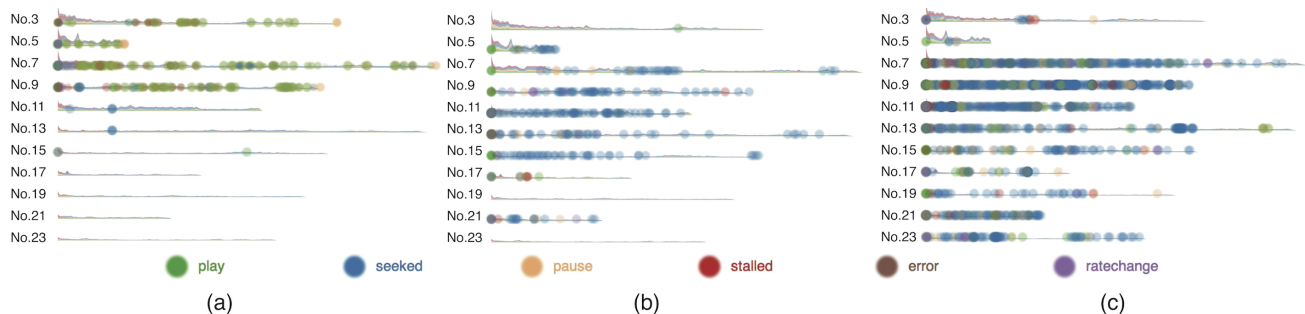 No.3
No.5
No.7
No.9
No.11
No.13
No.15
No.17
No.19
No.21
No.23
No.3
No.5
No.7
No.9
No.11
No.13
No.15
No.17
No.19
No.21
No.23
No.3
No.5
No.7
No.9
No.11
No.13
No.15
No.17
No.19
No.21
No.23
play seeked pause stalled error ratechange
(a) (b) (c)